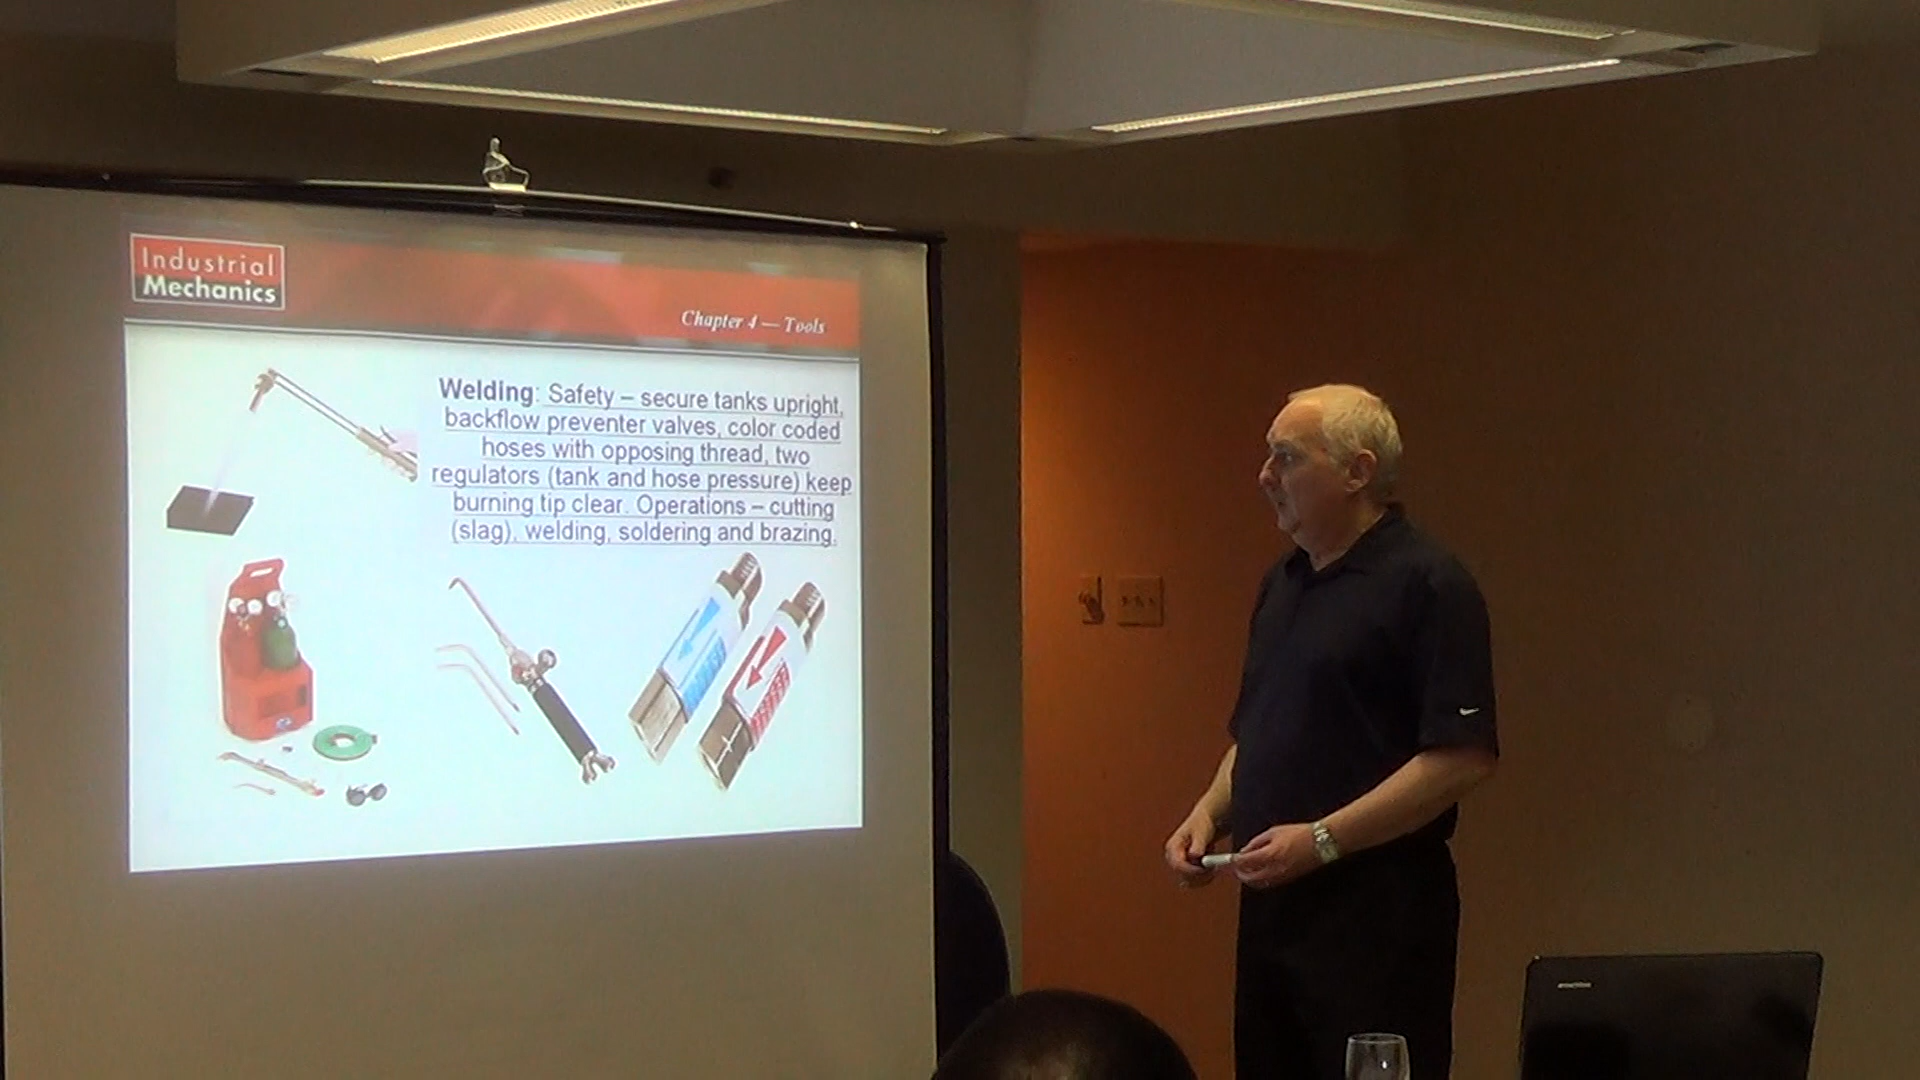 Industrial
Mechanics
Chapter 4 — Tools
Welding: Safety – secure tanks upright,
backflow preventer valves, color coded
hoses with opposing thread, two
regulators (tank and hose pressure) keep
burning tip clear. Operations – cutting
(slag), welding, soldering and brazing.